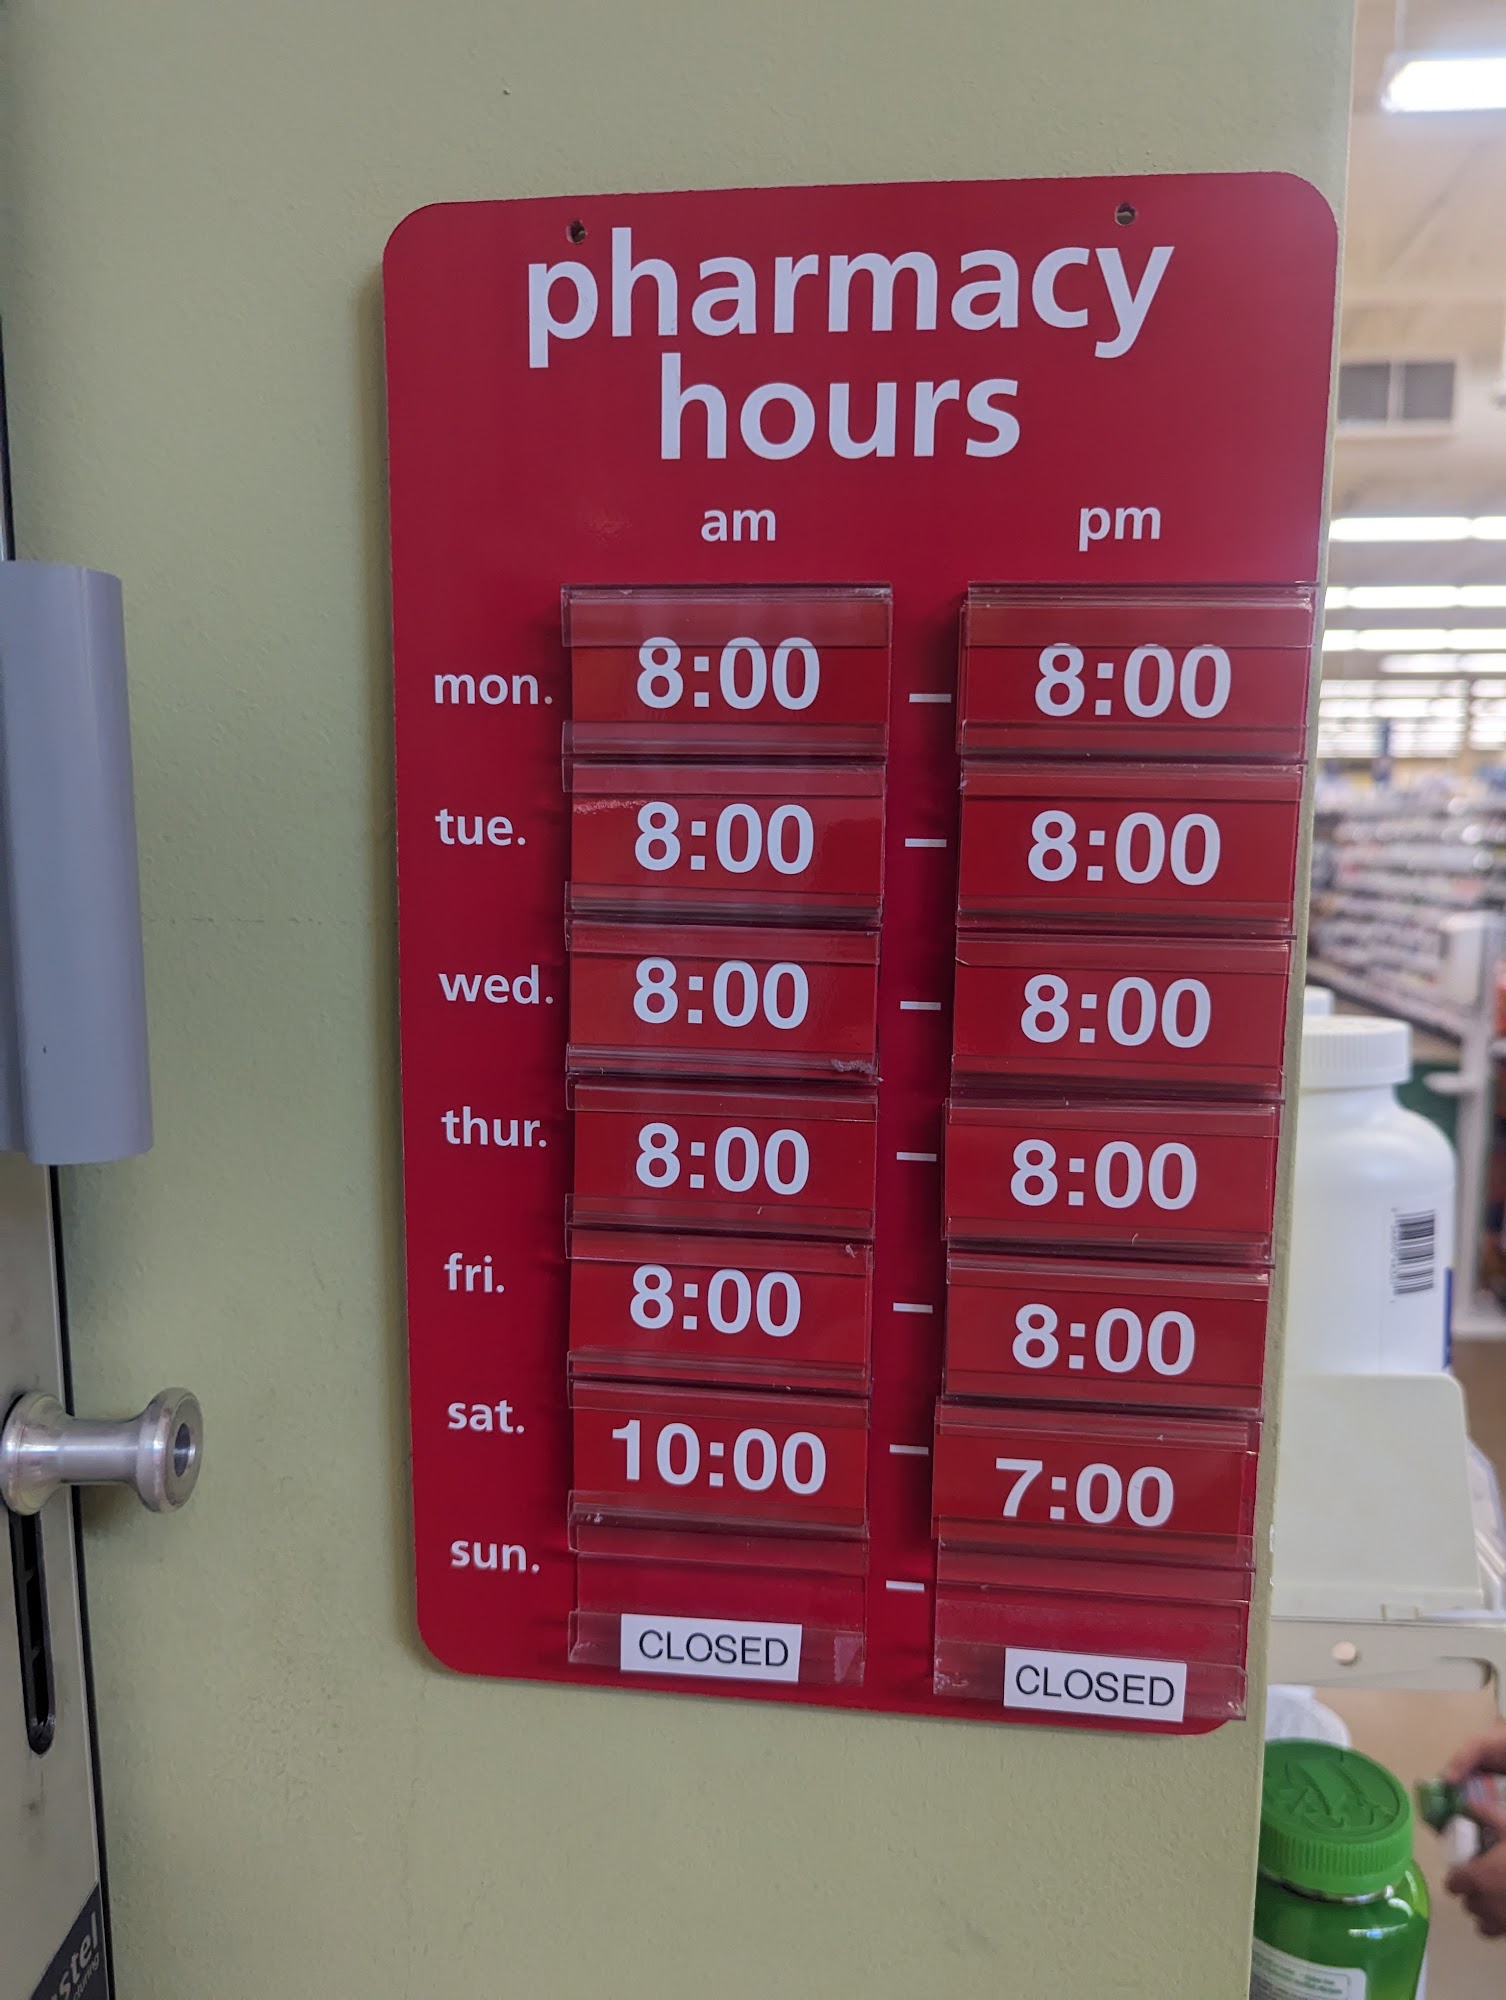 pharmacy
hours
am pm
mon. 8:00 – 8:00
tue. 8:00 – 8:00
wed. 8:00 – 8:00
thur. 8:00 – 8:00
fri. 8:00 – 8:00
sat. 10:00 – 7:00
sun. –
CLOSED CLOSED